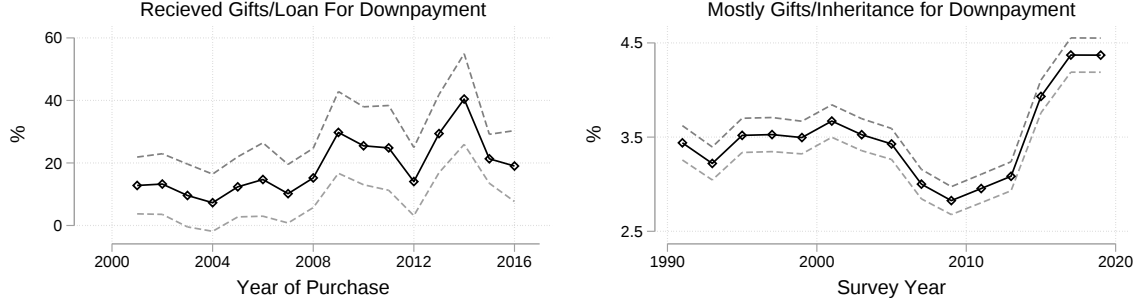 Recieved Gifts/Loan For Downpayment
%
60
40
20
0
2000 2004 2008 2012 2016
Year of Purchase
Mostly Gifts/Inheritance for Downpayment
%
4.5
3.5
2.5
1990 2000 2010 2020
Survey Year